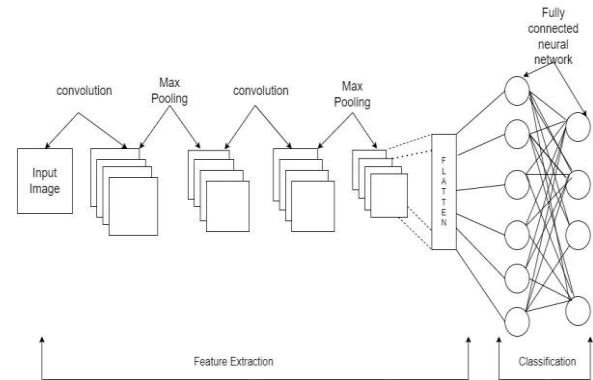 Fully
connected
neural
network
convolution
Max
Pooling
convolution
Max
Pooling
Input
Image
F
L
A
T
T
E
N
Feature Extraction
Classification